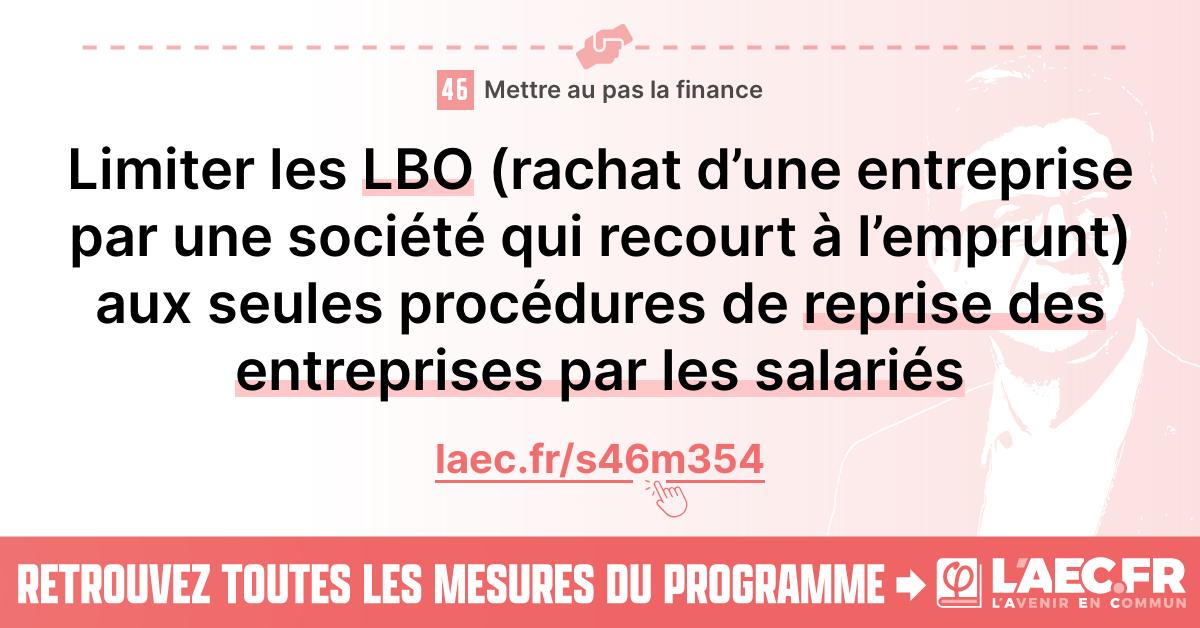 46 Mettre au pas la finance
Limiter les LBO (rachat d’une entreprise
par une société qui recourt à l’emprunt)
aux seules procédures de reprise des
entreprises par les salariés
laec.fr/s46m354
RETROUVEZ TOUTES LES MESURES DU PROGRAMME ➡ φ L'AEC.FR
L'AVENIR EN COMMUN